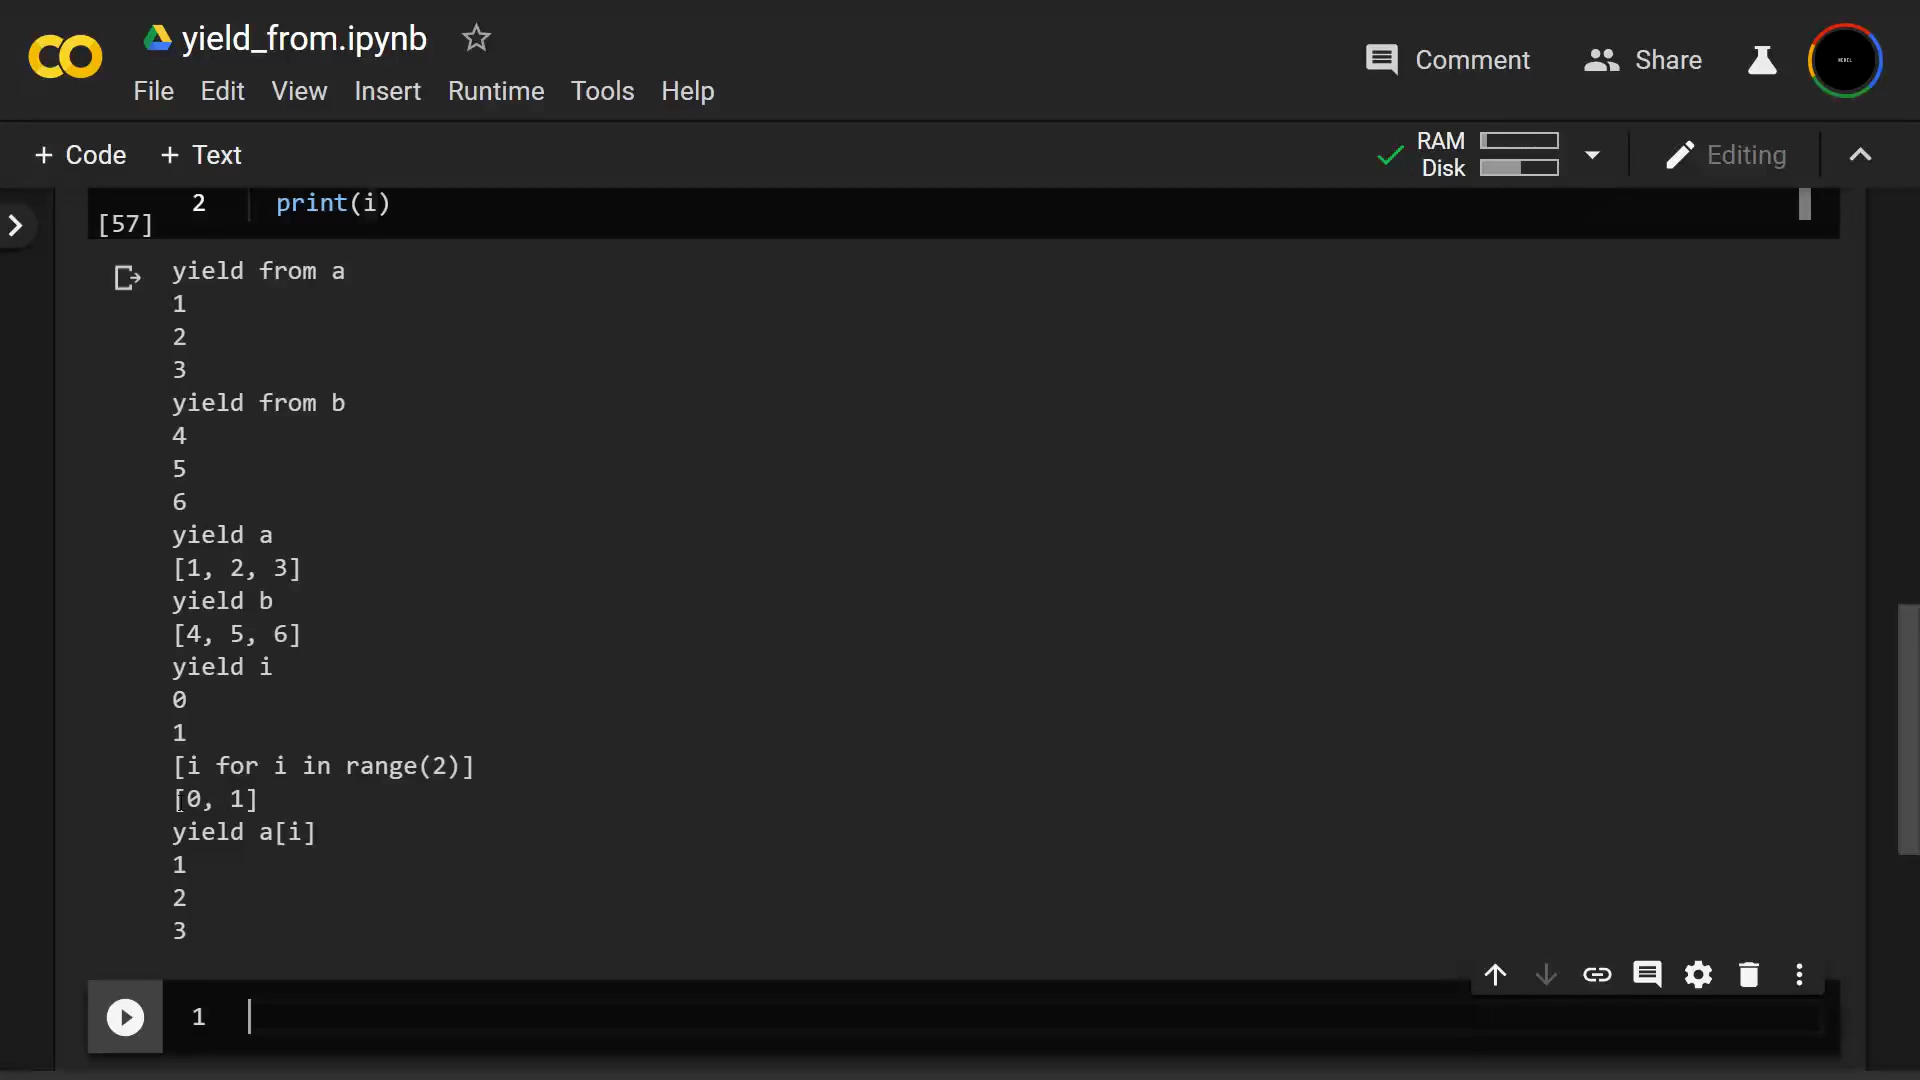 yield_from.ipynb
Comment
Share
File Edit View Insert Runtime Tools Help
+ Code + Text
RAM
Disk
Editing
2 print(i)
[57]
yield from a
1
2
3
yield from b
4
5
6
yield a
[1, 2, 3]
yield b
[4, 5, 6]
yield i
0
1
[i for i in range(2)]
[0, 1]
yield a[i]
1
2
3
1